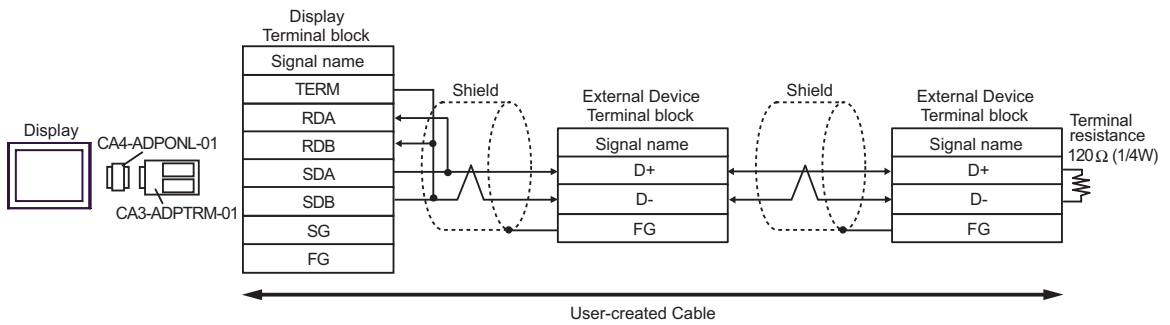 Display
Terminal block
Signal name
TERM
RDA
RDB
SDA
SDB
SG
FG
Display
CA4-ADPONL-01
CA3-ADPTRM-01
Shield
External Device
Terminal block
Signal name
D+
D-
FG
Shield
External Device
Terminal block
Signal name
D+
D-
FG
Terminal
resistance
120Ω (1/4W)
User-created Cable